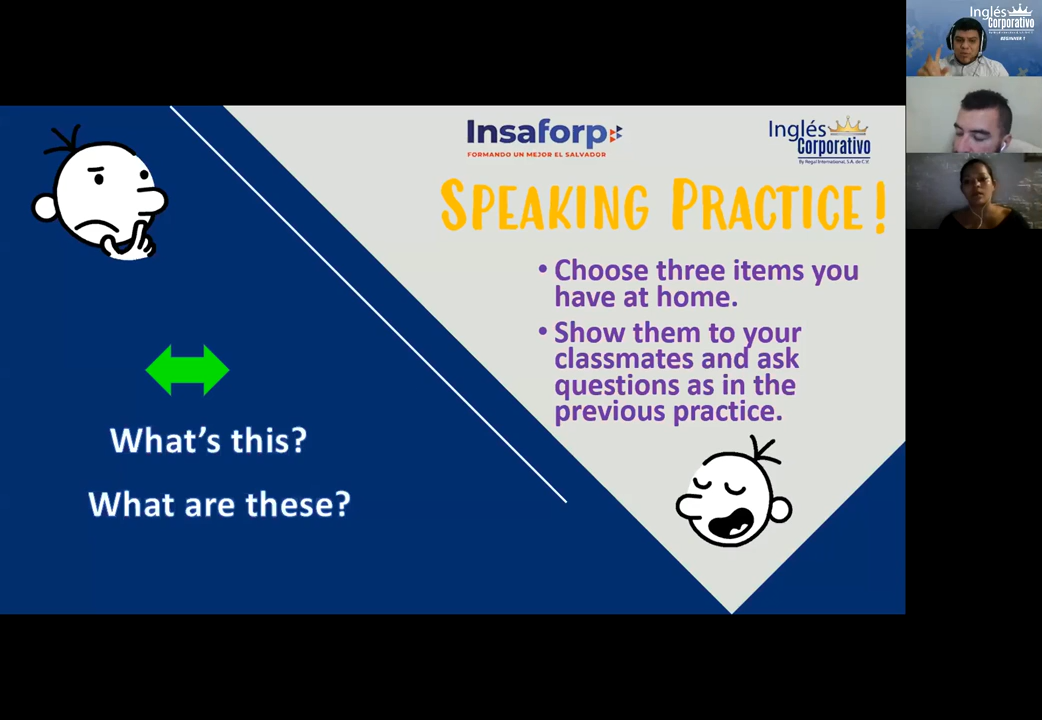 Insaforp
FORMANDO UN MEJOR EL SALVADOR
Inglés
Corporativo
By Regal International, S.A. de C.V.
SPEAKING PRACTICE!
• Choose three items you
have at home.
• Show them to your
classmates and ask
questions as in the
previous practice.
What's this?
What are these?
Inglés
Corporativo
BEGINNER 1